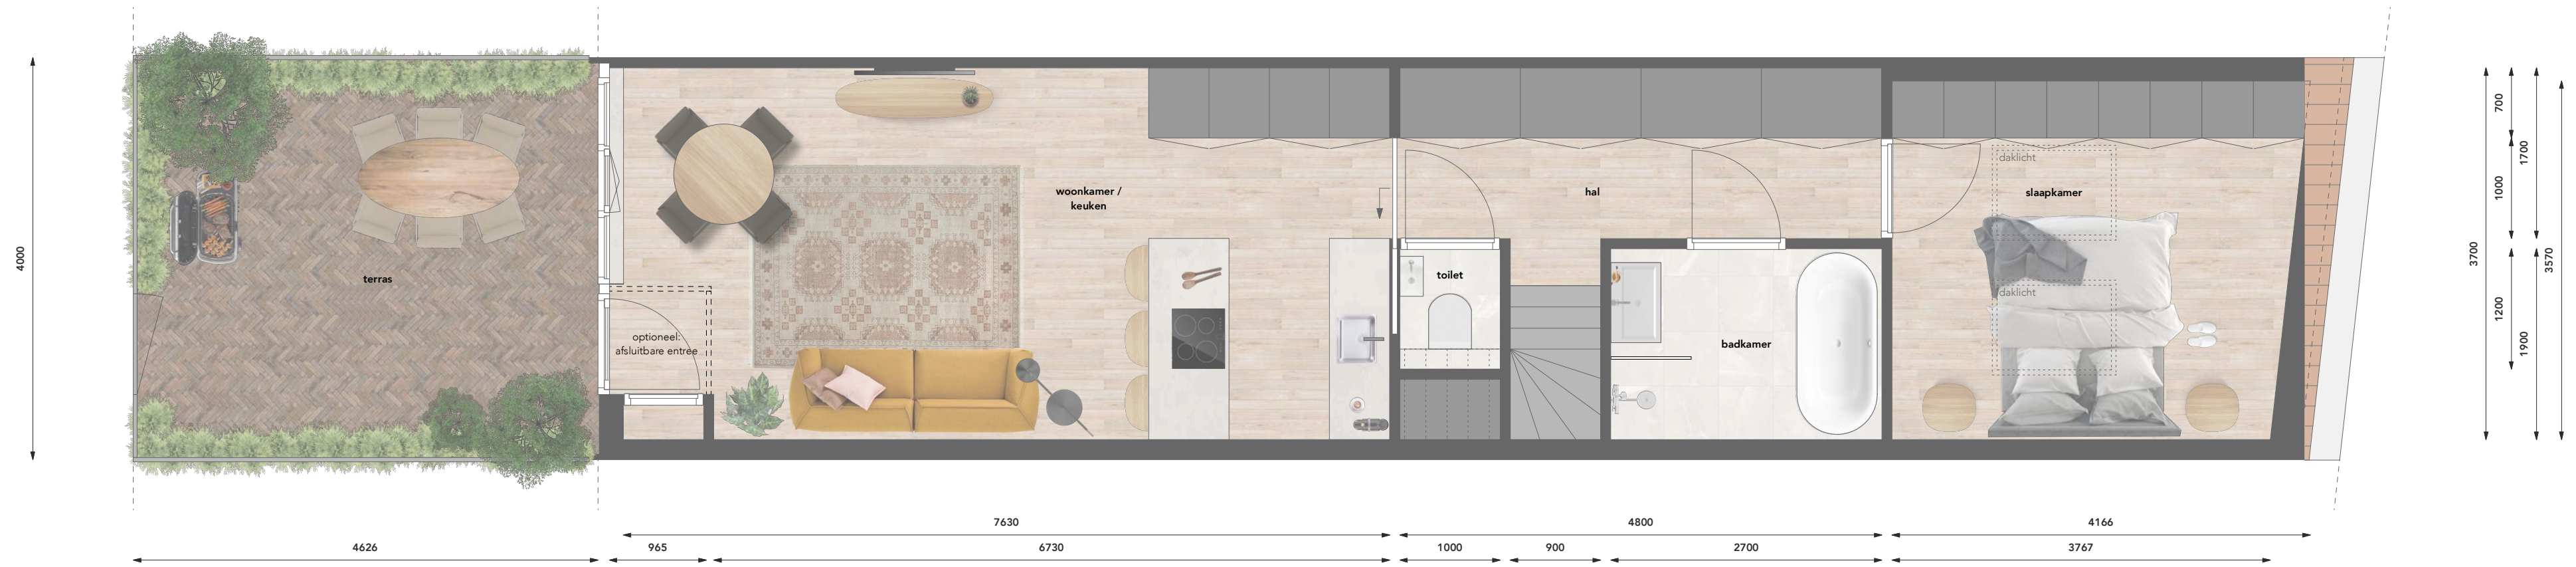 4000
terras
optioneel:
afsluitbare entree
woonkamer /
keuken
toilet
hal
badkamer
daklicht
slaapkamer
daklicht
700
1000
1200
1700
1900
3700
3570
7630
4800
4166
4626
965
6730
1000
900
2700
3767